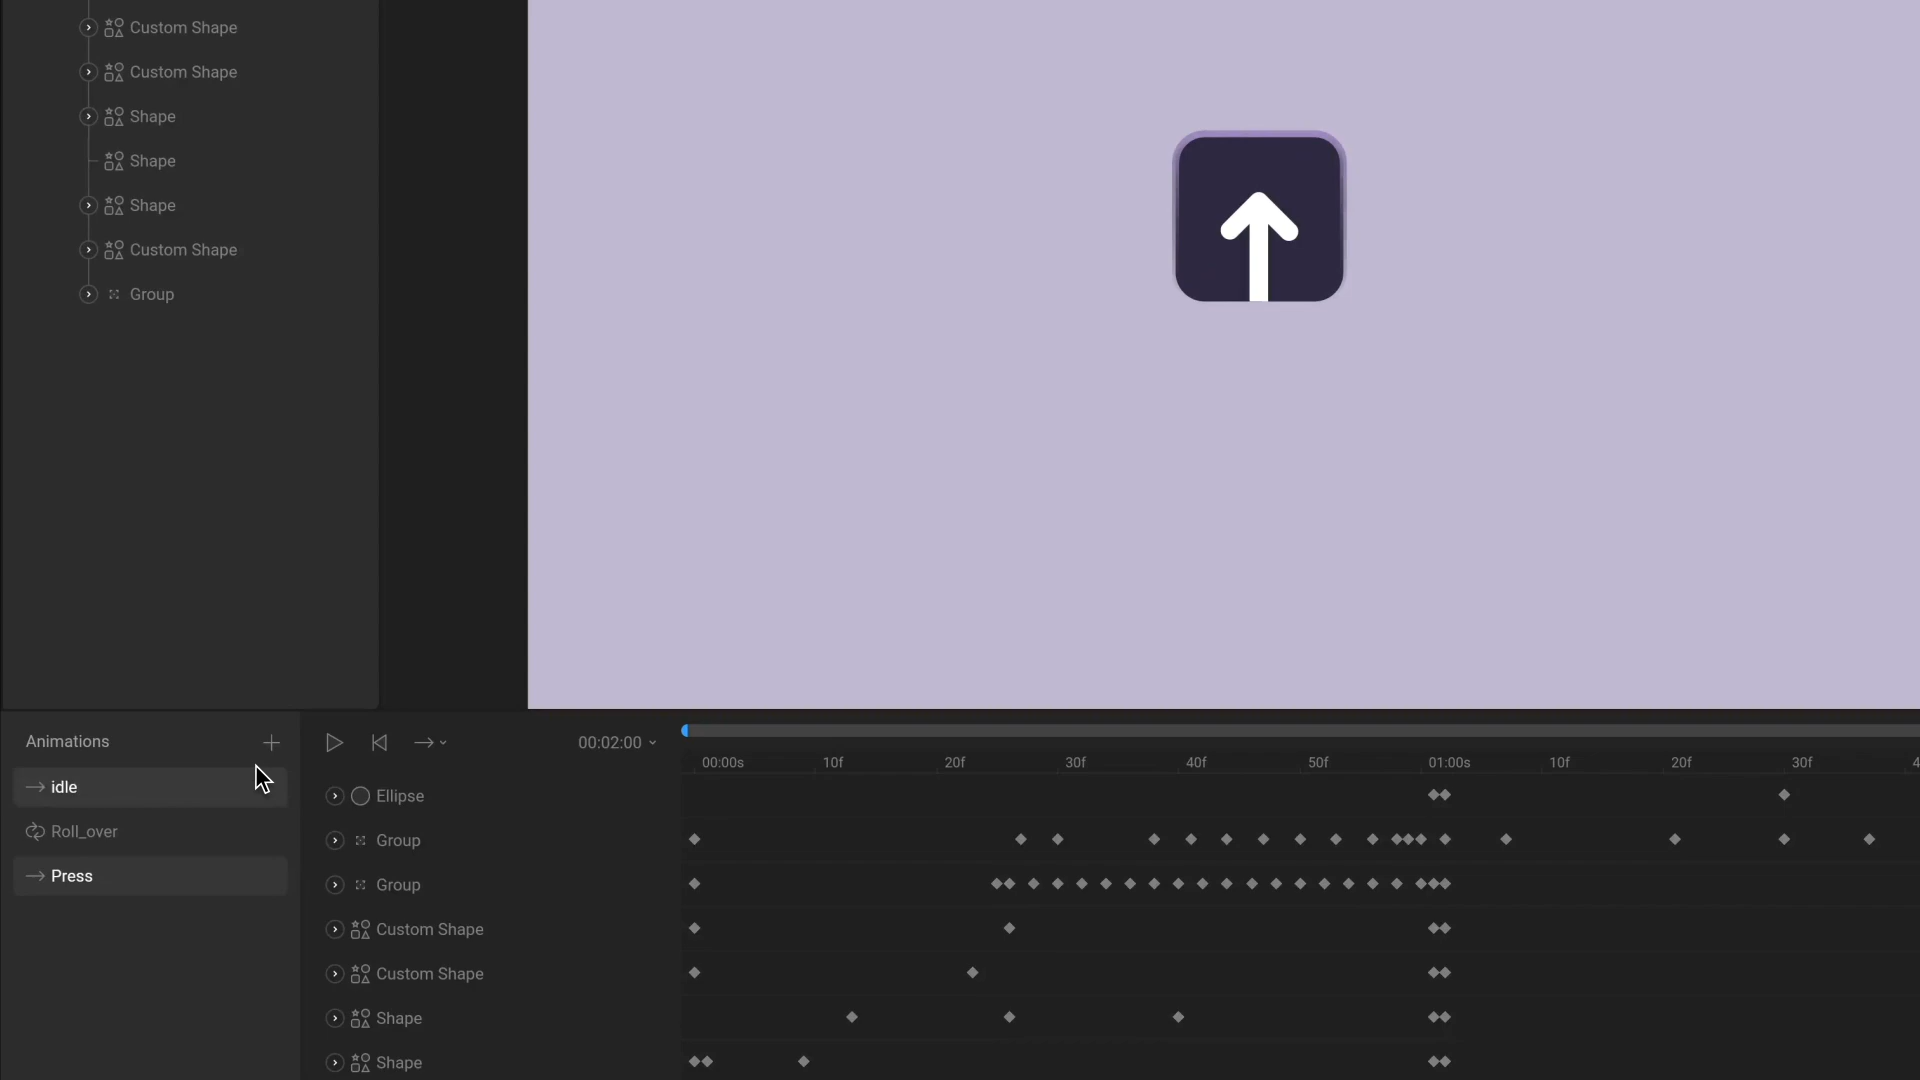 Custom Shape
Custom Shape
Shape
Shape
Shape
Custom Shape
Group
Animations
idle
Roll_over
Press
00:02:00
00:00s 10f 20f 30f 40f 50f 01:00s 10f 20f 30f 4
Ellipse
Group
Group
Custom Shape
Custom Shape
Shape
Shape